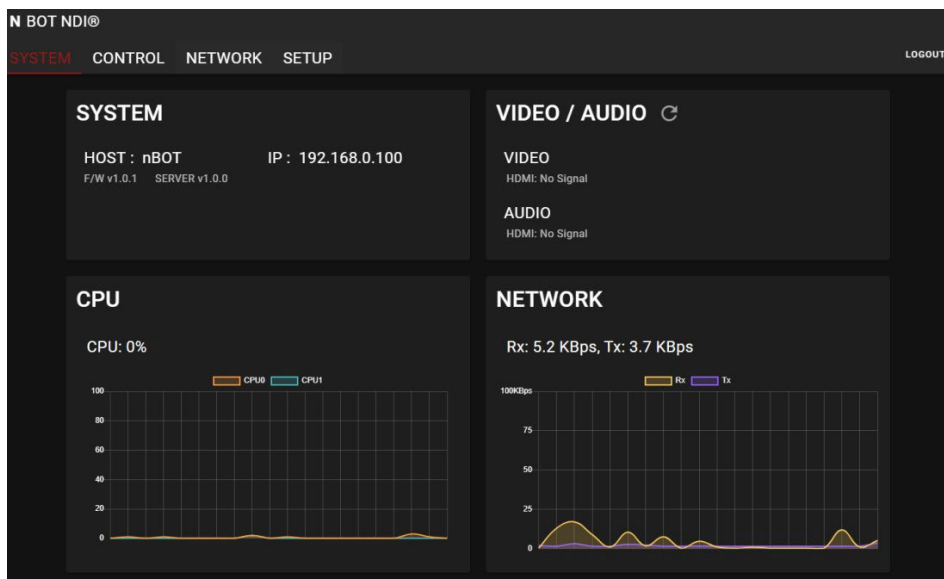 N BOT NDI®
SYSTEM CONTROL NETWORK SETUP LOGOUT
SYSTEM
HOST : nBOT IP : 192.168.0.100
F/W v1.0.1 SERVER v1.0.0
VIDEO / AUDIO
VIDEO
HDMI: No Signal
AUDIO
HDMI: No Signal
CPU
CPU: 0%
CPU0 CPU1
100
80
60
40
20
0
NETWORK
Rx: 5.2 KBps, Tx: 3.7 KBps
Rx Tx
100KBps
75
50
25
0